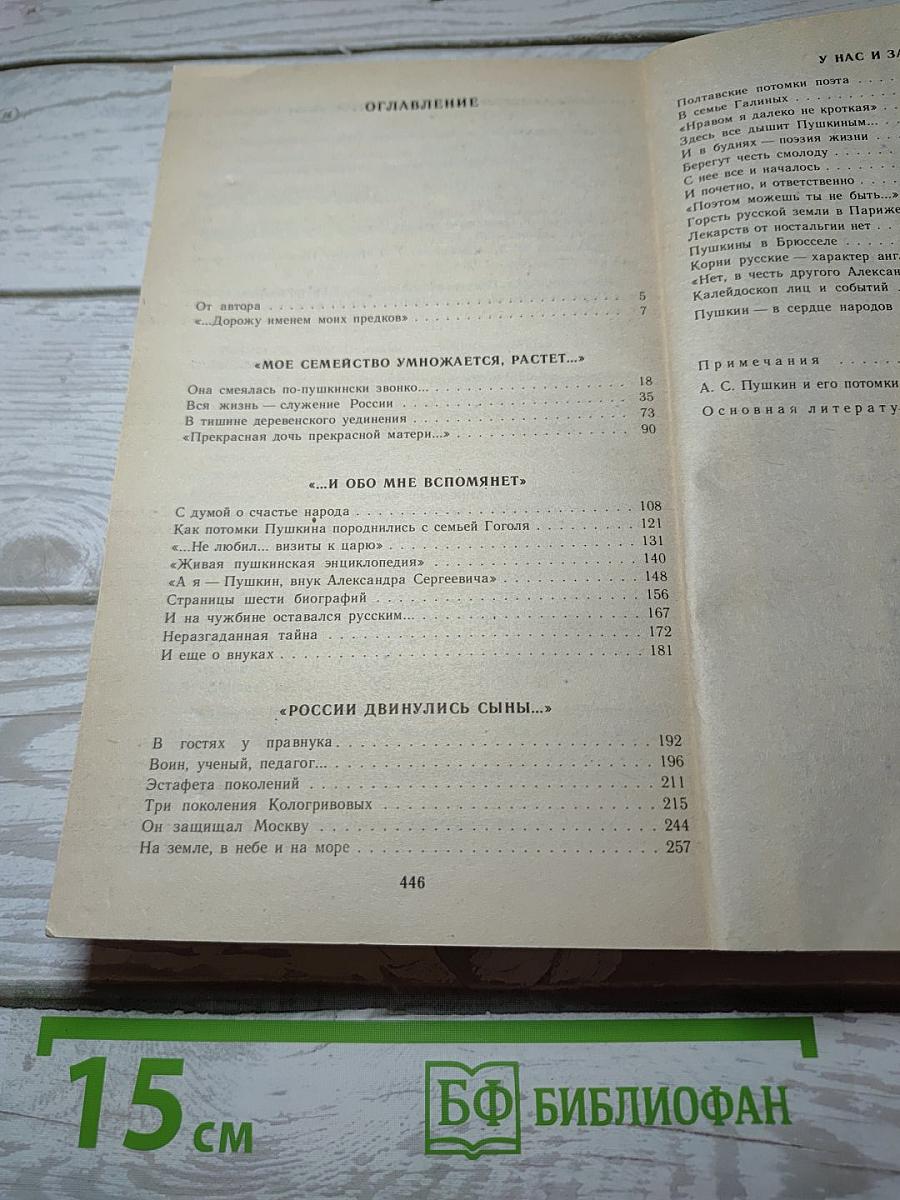 ОГЛАВЛЕНИЕ
От автора . . . . . . . . . . 5
«...Дорожу именем моих предков» . . . . . . . . . . 7
«МОЕ СЕМЕЙСТВО УМНОЖАЕТСЯ, РАСТЕТ...»
Она смеялась по-пушкински звонко... . . . . . . . . . . 18
Вся жизнь — служение России . . . . . . . . . . 35
В тишине деревенского уединения . . . . . . . . . . 73
«Прекрасная дочь прекрасной матери...» . . . . . . . . . . 90
«...И ОБО МНЕ ВСПОМЯНЕТ»
С думой о счастье народа . . . . . . . . . . 108
Как потомки Пушкина породнились с семьей Гоголя . . . . . . . . . . 121
«...Не любил... визиты к царю» . . . . . . . . . . 131
«Живая пушкинская энциклопедия» . . . . . . . . . . 140
«А я — Пушкин, внук Александра Сергеевича» . . . . . . . . . . 148
Страницы шести биографий . . . . . . . . . . 156
И на чужбине оставался русским... . . . . . . . . . . 167
Неразгаданная тайна . . . . . . . . . . 172
И еще о внуках . . . . . . . . . . 181
«РОССИИ ДВИНУЛИСЬ СЫНЫ...»
В гостях у правнука . . . . . . . . . . 192
Воин, ученый, педагог... . . . . . . . . . . 196
Эстафета поколений . . . . . . . . . . 211
Три поколения Кологривовых . . . . . . . . . . 215
Он защищал Москву . . . . . . . . . . 244
На земле, в небе и на море . . . . . . . . . . 257
446
У НАС И ЗА
Полтавские потомки поэта . . . .
В семье Галиных . . . .
«Нравом я далеко не кроткая» . . . .
Здесь все дышит Пушкиным... . . .
И в буднях — поэзия жизни . . .
Берегут честь смолоду . . . .
С нее все и началось . . . .
И почетно, и ответственно . . . .
«Поэтом можешь ты не быть...»
Горсть русской земли в Париже
Лекарств от ностальгии нет . .
Пушкины в Брюсселе . . . .
Корни русские — характер анг
«Нет, в честь другого Алексан
Калейдоскоп лиц и событий .
Пушкин — в сердце народов
Примечания . . . . .
А. С. Пушкин и его потомки
Основная литерату
15 см
БФ БИБЛИОФАН